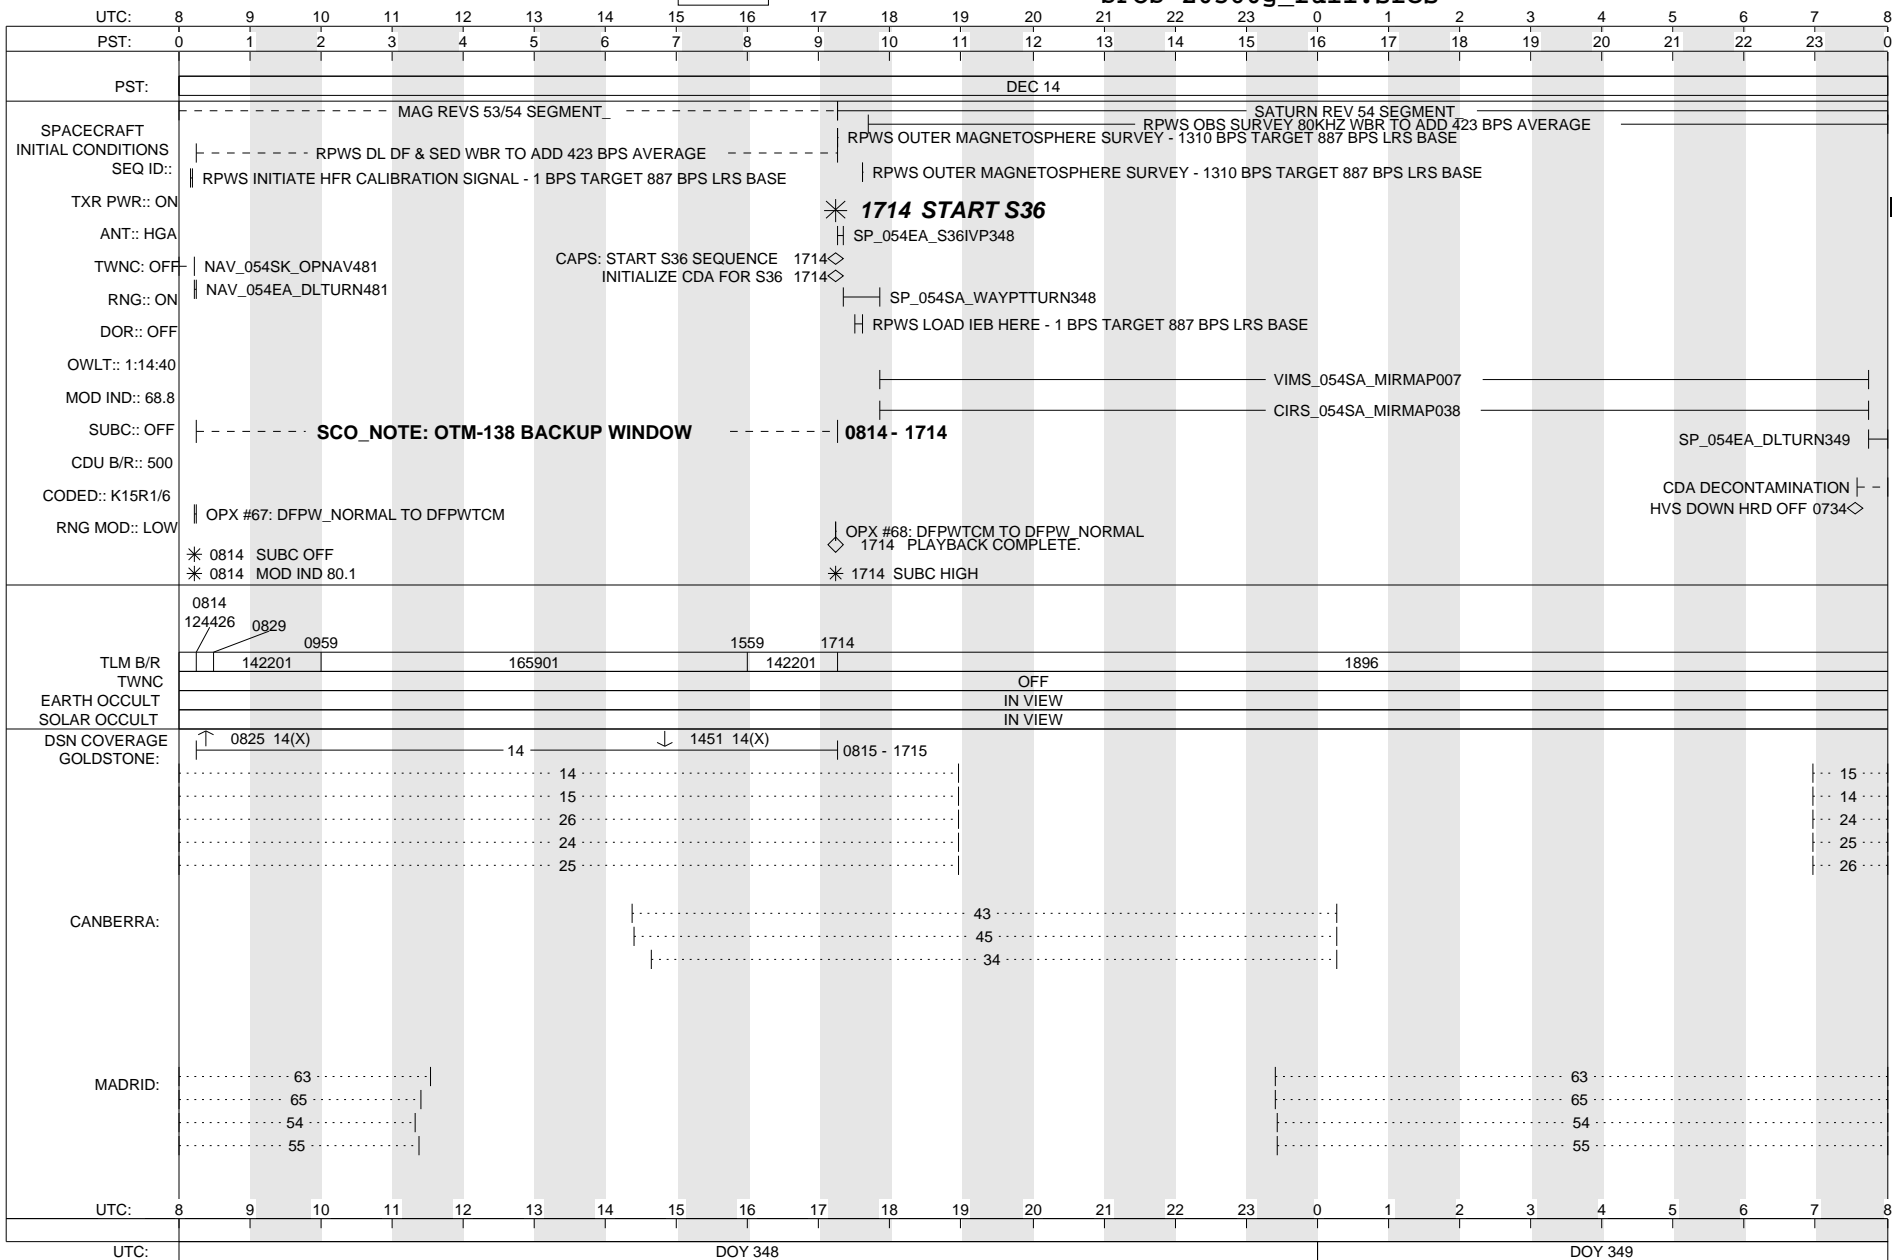 UTC: 8 9 10 11 12 13 14 15 16 17 18 19 20 21 22 23 0 1 2 3 4 5 6 7 8
PST: 0 1 2 3 4 5 6 7 8 9 10 11 12 13 14 15 16 17 18 19 20 21 22 23 0
PST: DEC 14
MAG REVS 53/54 SEGMENT_ SATURN REV 54 SEGMENT_
RPWS OBS SURVEY 80KHZ WBR TO ADD 423 BPS AVERAGE
SPACECRAFT
RPWS OUTER MAGNETOSPHERE SURVEY - 1310 BPS TARGET 887 BPS LRS BASE
INITIAL CONDITIONS RPWS DL DF & SED WBR TO ADD 423 BPS AVERAGE
SEQ ID:: RPWS OUTER MAGNETOSPHERE SURVEY - 1310 BPS TARGET 887 BPS LRS BASE
RPWS INITIATE HFR CALIBRATION SIGNAL - 1 BPS TARGET 887 BPS LRS BASE
TXR PWR:: ON
1714 START S36
ANT:: HGA SP_054EA_S36IVP348
CAPS: START S36 SEQUENCE 1714
TWNC: OFF NAV_054SK_OPNAV481
INITIALIZE CDA FOR S36 1714
NAV_054EA_DLTURN481
RNG:: ON SP_054SA_WAYPTTURN348
RPWS LOAD IEB HERE - 1 BPS TARGET 887 BPS LRS BASE
DOR:: OFF
OWLT:: 1:14:40
VIMS_054SA_MIRMAP007
MOD IND:: 68.8
CIRS_054SA_MIRMAP038
SUBC:: OFF SCO_NOTE: OTM-138 BACKUP WINDOW 0814 - 1714
SP_054EA_DLTURN349
CDU B/R:: 500
CDA DECONTAMINATION
CODED:: K15R1/6
HVS DOWN HRD OFF 0734
OPX #67: DFPW_NORMAL TO DFPWTCM
RNG MOD:: LOW
OPX #68: DFPWTCM TO DFPW_NORMAL
1714 PLAYBACK COMPLETE.
0814 SUBC OFF
0814 MOD IND 80.1 1714 SUBC HIGH
0814
124426 0829
0959 1559 1714
TLM B/R 142201 165901 142201 1896
TWNC OFF
EARTH OCCULT IN VIEW
SOLAR OCCULT IN VIEW
DSN COVERAGE 0825 14(X) 1451 14(X)
14 0815 - 1715
GOLDSTONE:
14 15
15 14
26 24
24 25
25 26
CANBERRA: 43
45
34
MADRID: 63 63
65 65
54 54
55 55
UTC: 8 9 10 11 12 13 14 15 16 17 18 19 20 21 22 23 0 1 2 3 4 5 6 7 8
UTC: DOY 348 DOY 349